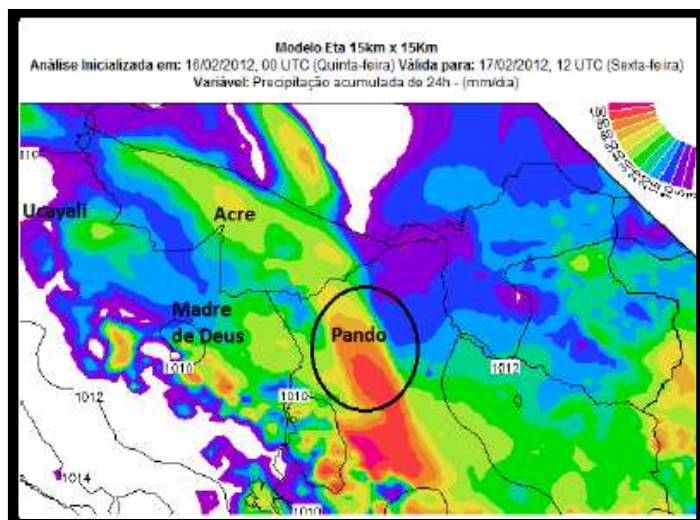 Modelo Eta 15km x 15Km
Análise Inicializada em: 16/02/2012, 00 UTC (Quinta-feira) Válida para: 17/02/2012, 12 UTC (Sexta-feira)
Variável: Precipitação acumulada de 24h - (mm/dia)
100
Ucayali
Acre
Madre
de Deus
Pando
1010
1012
1012
1010
1014
1010